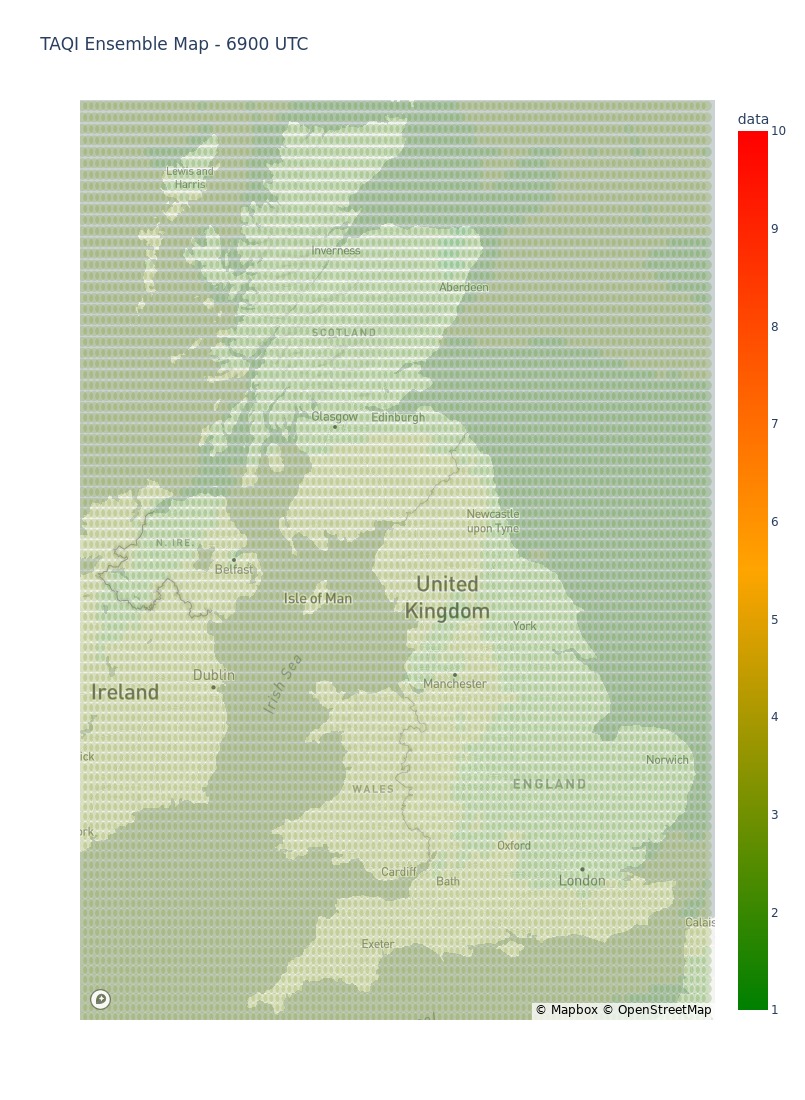 TAQI Ensemble Map - 6900 UTC
data
10
9
8
7
6
5
4
3
2
1
Lewis and
Harris
Inverness
Aberdeen
SCOTLAND
Glasgow
Edinburgh
Newcastle
upon Tyne
N. IRE.
Belfast
Isle of Man
United
Kingdom
York
Dublin
Irish Sea
Manchester
Ireland
Norwich
ick
WALES
ENGLAND
rk
Oxford
Cardiff
Bath
London
Calais
Exeter
© Mapbox © OpenStreetMap